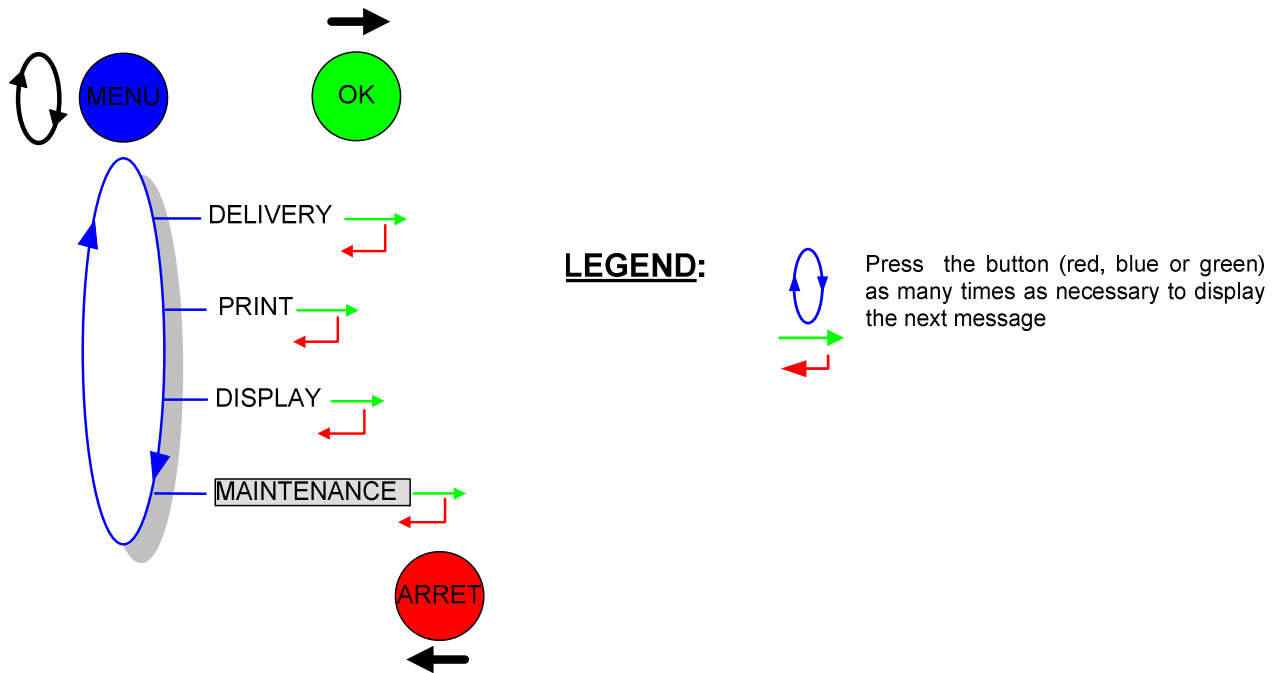 MENU
OK
DELIVERY
PRINT
DISPLAY
MAINTENANCE
ARRET
LEGEND:
Press the button (red, blue or green)
as many times as necessary to display
the next message